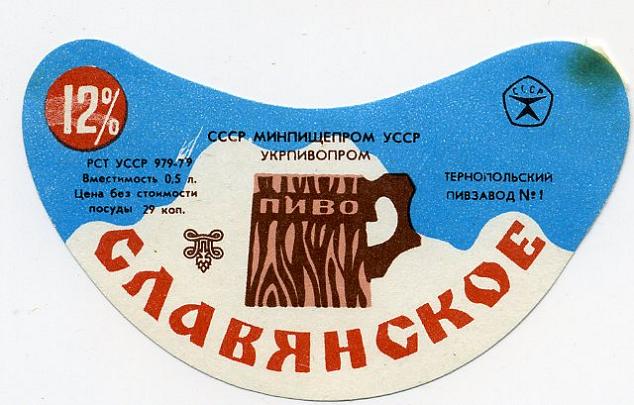 12%
РСТ УССР 979-79
Вместимость 0,5 л.
Цена без стоимости
посуды 29 коп.
СССР МИНПИЩЕПРОМ УССР
УКРПИВОПРОМ
СССР
ТЕРНОПОЛЬСКИЙ
ПИВЗАВОД №1
ПИВО
СЛАВЯНСКОЕ